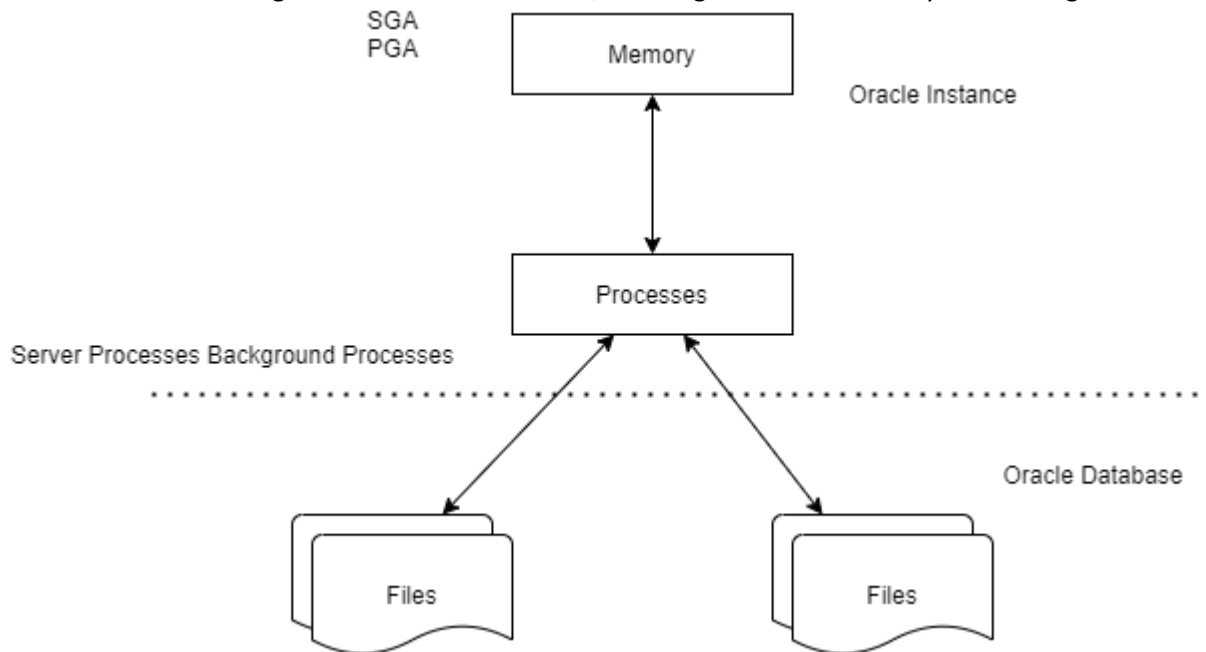 SGA
PGA
Memory
Oracle Instance
Processes
Server Processes Background Processes
Oracle Database
Files
Files